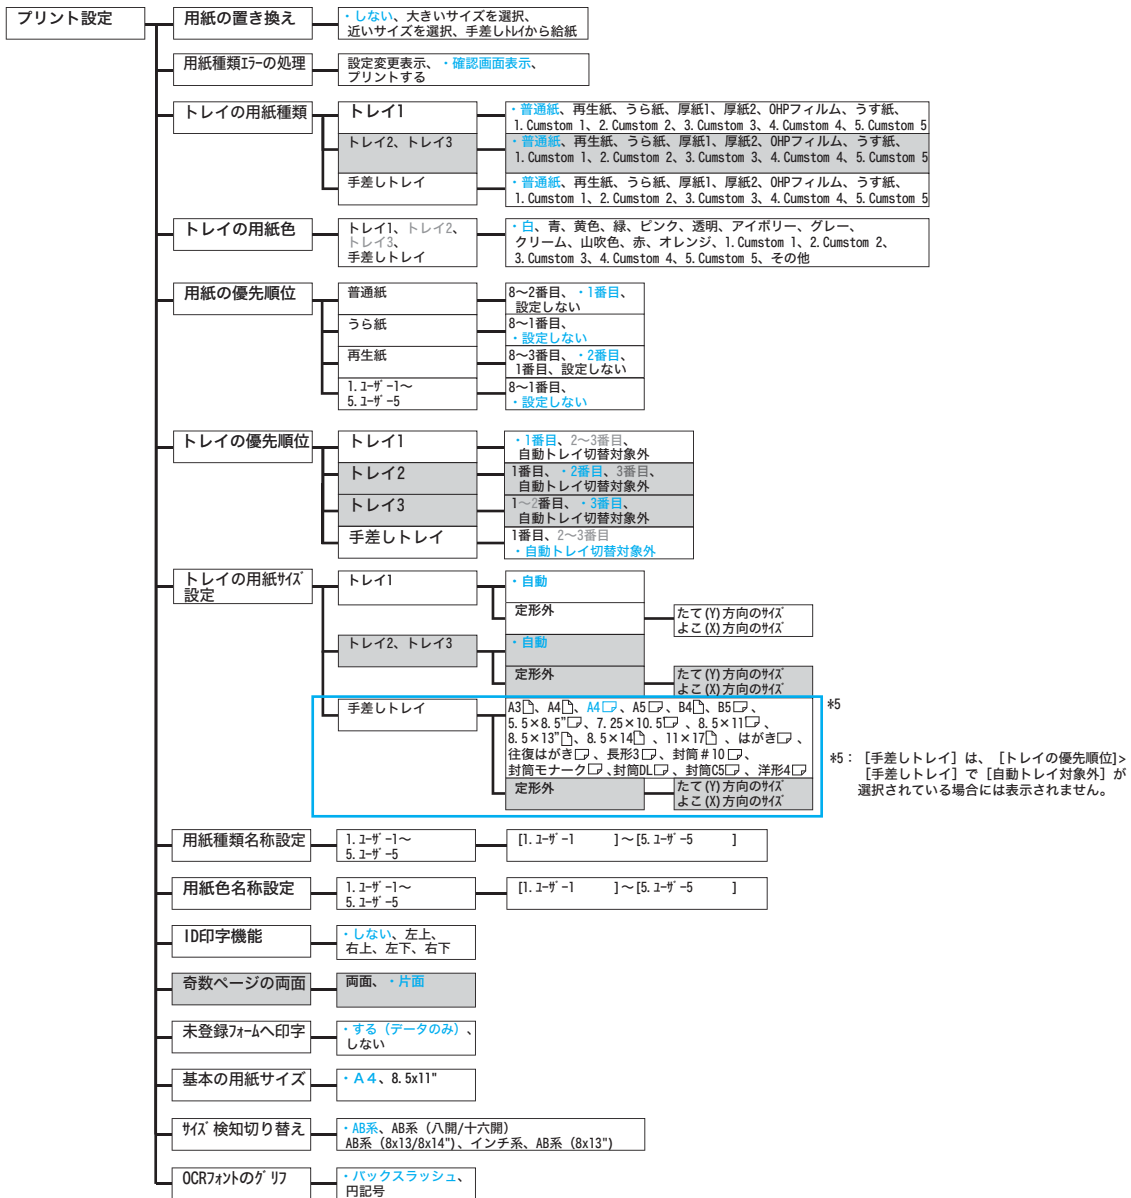 プリント設定
用紙の置き換え
・しない、大きいサイズを選択、
近いサイズを選択、手差しﾄﾚｲから給紙
用紙種類ｴﾗｰの処理
設定変更表示、・確認画面表示、
プリントする
トレイの用紙種類
トレイ1
・普通紙、再生紙、うら紙、厚紙1、厚紙2、OHPフィルム、うす紙、
1.Cumstom 1、2.Cumstom 2、3.Cumstom 3、4.Cumstom 4、5.Cumstom 5
トレイ2、トレイ3
・普通紙、再生紙、うら紙、厚紙1、厚紙2、OHPフィルム、うす紙、
1.Cumstom 1、2.Cumstom 2、3.Cumstom 3、4.Cumstom 4、5.Cumstom 5
手差しトレイ
・普通紙、再生紙、うら紙、厚紙1、厚紙2、OHPフィルム、うす紙、
1.Cumstom 1、2.Cumstom 2、3.Cumstom 3、4.Cumstom 4、5.Cumstom 5
トレイの用紙色
トレイ1、トレイ2、
トレイ3、
手差しトレイ
・白、青、黄色、緑、ピンク、透明、アイボリー、グレー、
クリーム、山吹色、赤、オレンジ、1.Cumstom 1、2.Cumstom 2、
3.Cumstom 3、4.Cumstom 4、5.Cumstom 5、その他
用紙の優先順位
普通紙
8～2番目、・1番目、
設定しない
うら紙
8～1番目、
・設定しない
再生紙
8～3番目、・2番目、
1番目、設定しない
1.ﾕｰｻﾞｰ1～
5.ﾕｰｻﾞｰ5
8～1番目、
・設定しない
トレイの優先順位
トレイ1
・1番目、2～3番目、
自動トレイ切替対象外
トレイ2
1番目、・2番目、3番目、
自動トレイ切替対象外
トレイ3
1～2番目、・3番目、
自動トレイ切替対象外
手差しトレイ
1番目、2～3番目
・自動トレイ切替対象外
トレイの用紙ｻｲｽﾞ
設定
トレイ1
・自動
定形外
たて(Y)方向のｻｲｽﾞ
よこ(X)方向のｻｲｽﾞ
トレイ2、トレイ3
・自動
定形外
たて(Y)方向のｻｲｽﾞ
よこ(X)方向のｻｲｽﾞ
手差しトレイ
A3、A4、A4、A5、B4、B5、
5.5×8.5"、7.25×10.5、8.5×11、
8.5×13"、8.5×14、11×17、はがき、
往復はがき、長形3、封筒＃10、
封筒モナーク、封筒DL、封筒C5、洋形4
定形外
たて(Y)方向のｻｲｽﾞ
よこ(X)方向のｻｲｽﾞ
*5
*5：［手差しトレイ］は、［トレイの優先順位]>
［手差しトレイ］で［自動トレイ対象外］が
選択されている場合には表示されません。
用紙種類名称設定
1.ﾕｰｻﾞｰ1～
5.ﾕｰｻﾞｰ5
[1.ﾕｰｻﾞｰ1 ]～[5.ﾕｰｻﾞｰ5 ]
用紙色名称設定
1.ﾕｰｻﾞｰ1～
5.ﾕｰｻﾞｰ5
[1.ﾕｰｻﾞｰ1 ]～[5.ﾕｰｻﾞｰ5 ]
ID印字機能
・しない、左上、
右上、左下、右下
奇数ページの両面
両面、・片面
未登録ﾌｫｰﾑへ印字
・する（データのみ）、
しない
基本の用紙サイズ
・Ａ４、8.5x11"
ｻｲｽﾞ検知切り替え
・AB系、AB系（八開/十六開）
AB系（8x13/8x14"）、インチ系、AB系（8x13"）
OCRﾌｫﾝﾄのｸﾞﾘﾌ
・バックスラッシュ、
円記号